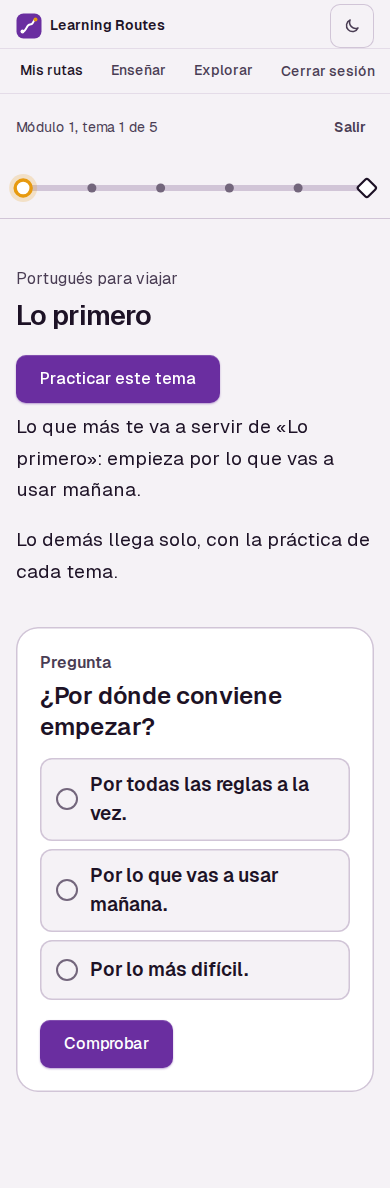 Learning Routes
Mis rutas
Enseñar
Explorar
Cerrar sesión
Módulo 1, tema 1 de 5
Salir
Portugués para viajar
Lo primero
Practicar este tema
Lo que más te va a servir de «Lo
primero»: empieza por lo que vas a
usar mañana.
Lo demás llega solo, con la práctica de
cada tema.
Pregunta
¿Por dónde conviene
empezar?
Por todas las reglas a la
vez.
Por lo que vas a usar
mañana.
Por lo más difícil.
Comprobar